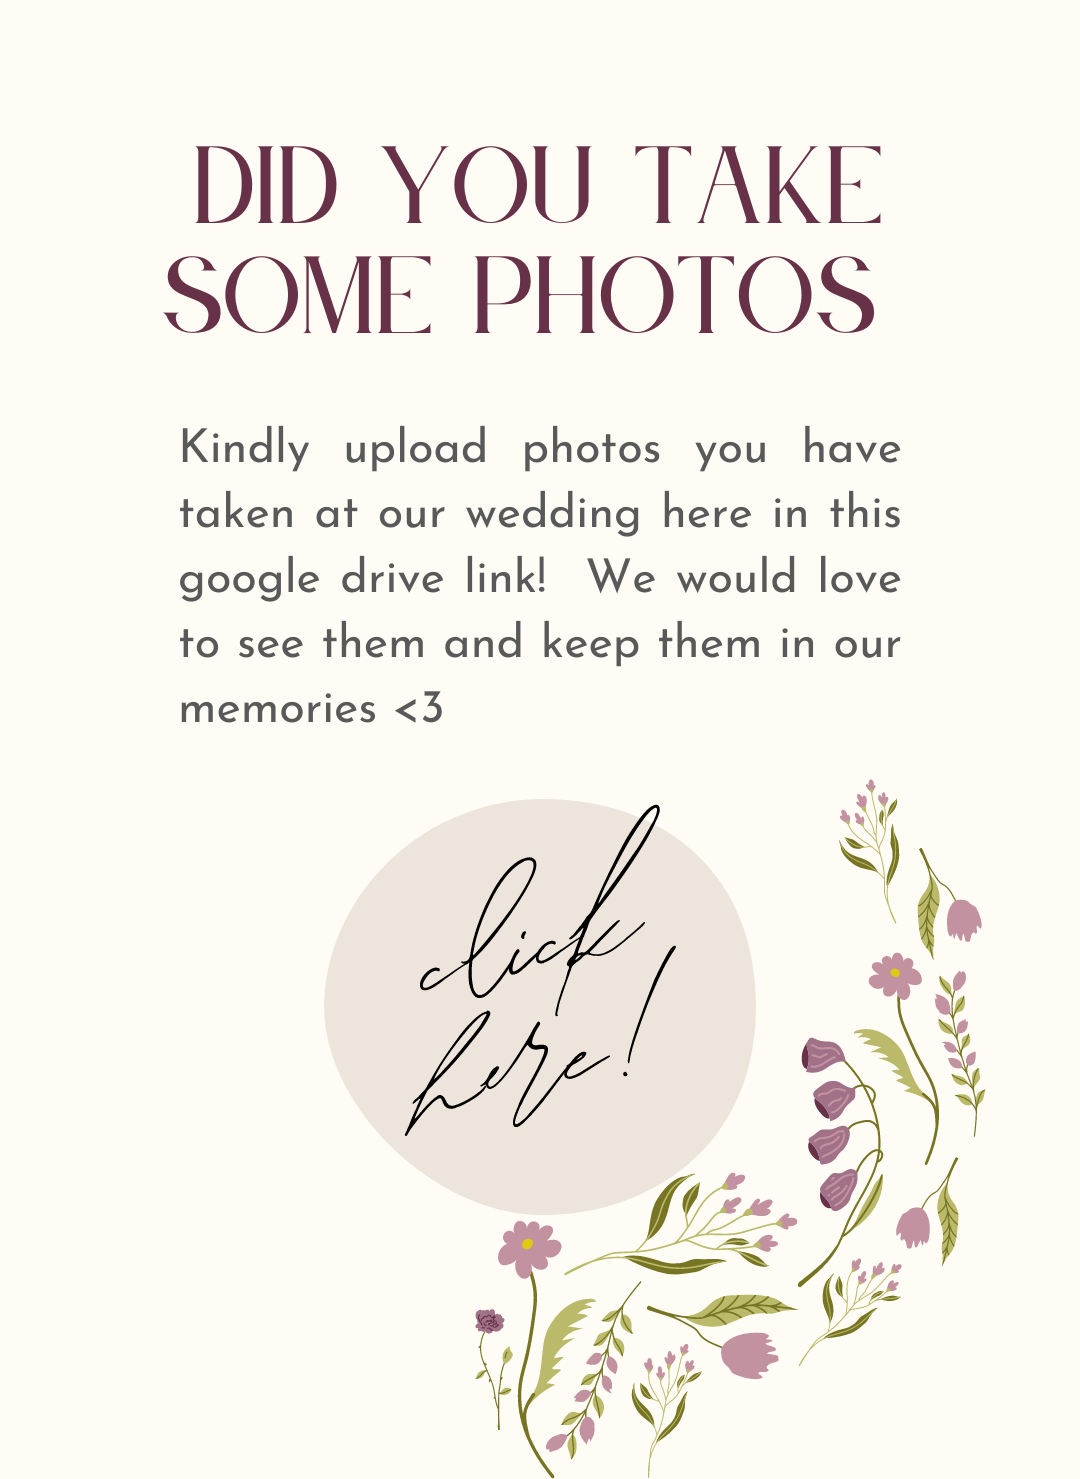 DID YOU TAKE
SOME PHOTOS
Kindly upload photos you have
taken at our wedding here in this
google drive link!  We would love
to see them and keep them in our
memories <3
click
here!